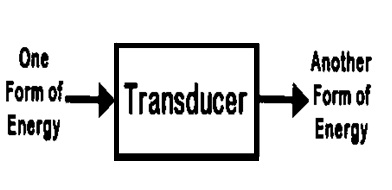 One
Form of
Energy
Transducer
Another
Form of
Energy